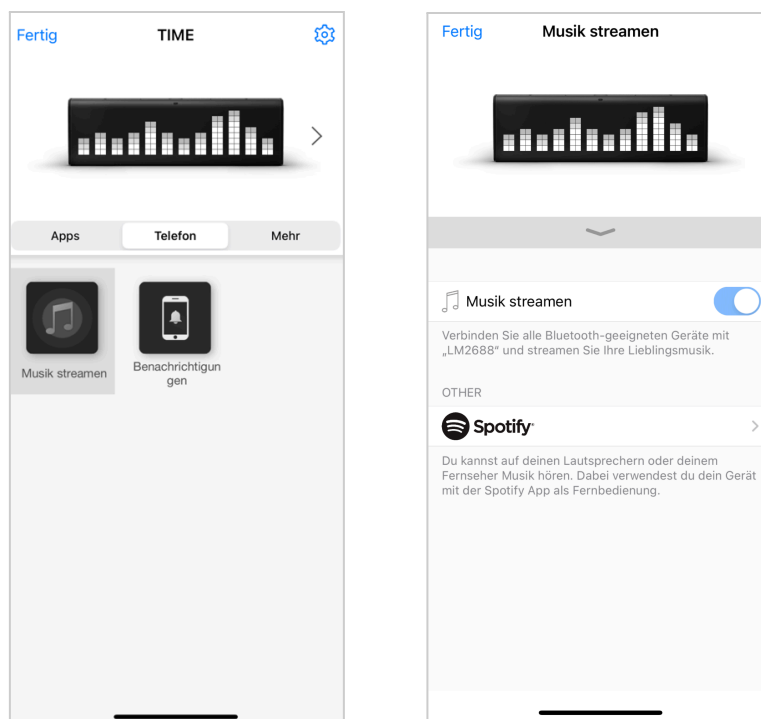 Fertig
TIME
Apps
Telefon
Mehr
Musik streamen
Benachrichtigun
gen
Fertig
Musik streamen
Musik streamen
Verbinden Sie alle Bluetooth-geeigneten Geräte mit
„LM2688“ und streamen Sie Ihre Lieblingsmusik.
OTHER
Spotify®
Du kannst auf deinen Lautsprechern oder deinem
Fernseher Musik hören. Dabei verwendest du dein Gerät
mit der Spotify App als Fernbedienung.